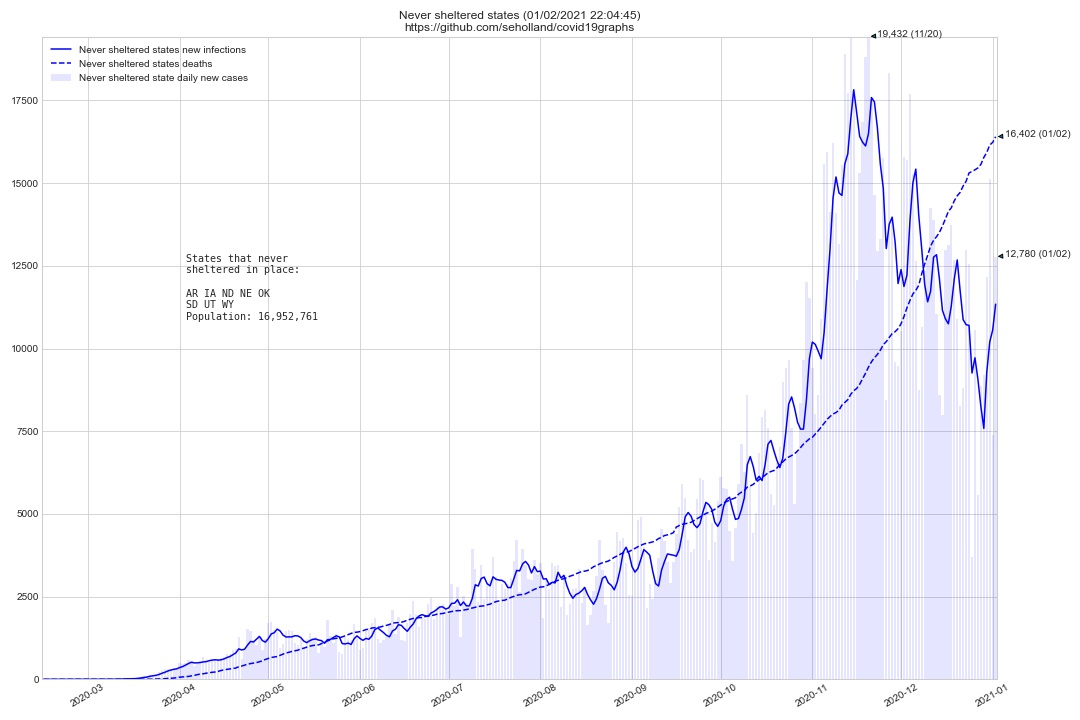 Never sheltered states (01/02/2021 22:04:45)
https://github.com/seholland/covid19graphs
Never sheltered states new infections
Never sheltered states deaths
Never sheltered state daily new cases
19,432 (11/20)
16,402 (01/02)
12,780 (01/02)
States that never
sheltered in place:
AR IA ND NE OK
SD UT WY
Population: 16,952,761
17500
15000
12500
10000
7500
5000
2500
0
2020-03
2020-04
2020-05
2020-06
2020-07
2020-08
2020-09
2020-10
2020-11
2020-12
2021-01